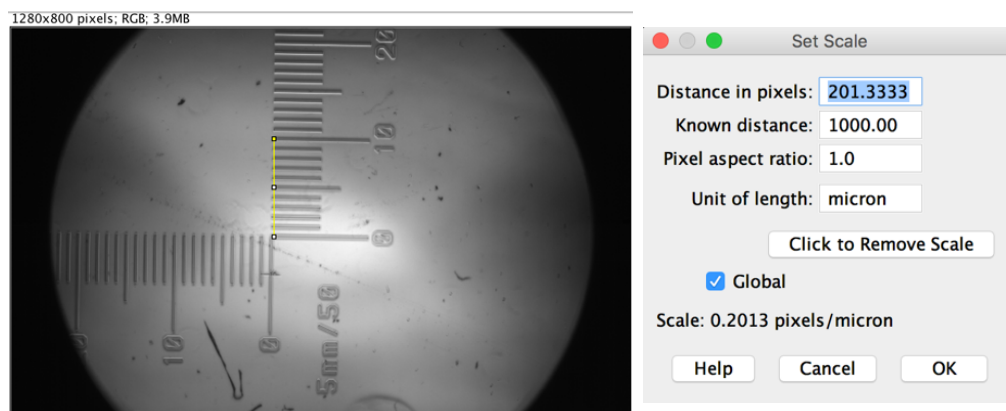 1280x800 pixels; RGB; 3.9MB
20
10
0
10
0
5mm/.50
Set Scale
Distance in pixels: 201.3333
Known distance: 1000.00
Pixel aspect ratio: 1.0
Unit of length: micron
Click to Remove Scale
Global
Scale: 0.2013 pixels/micron
Help
Cancel
OK